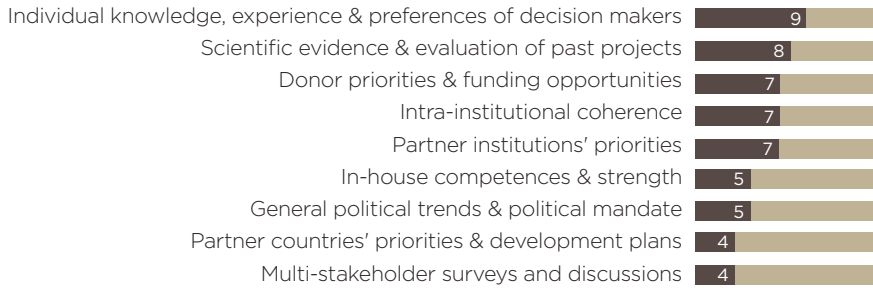 Individual knowledge, experience & preferences of decision makers 9
Scientific evidence & evaluation of past projects 8
Donor priorities & funding opportunities 7
Intra-institutional coherence 7
Partner institutions' priorities 7
In-house competences & strength 5
General political trends & political mandate 5
Partner countries' priorities & development plans 4
Multi-stakeholder surveys and discussions 4